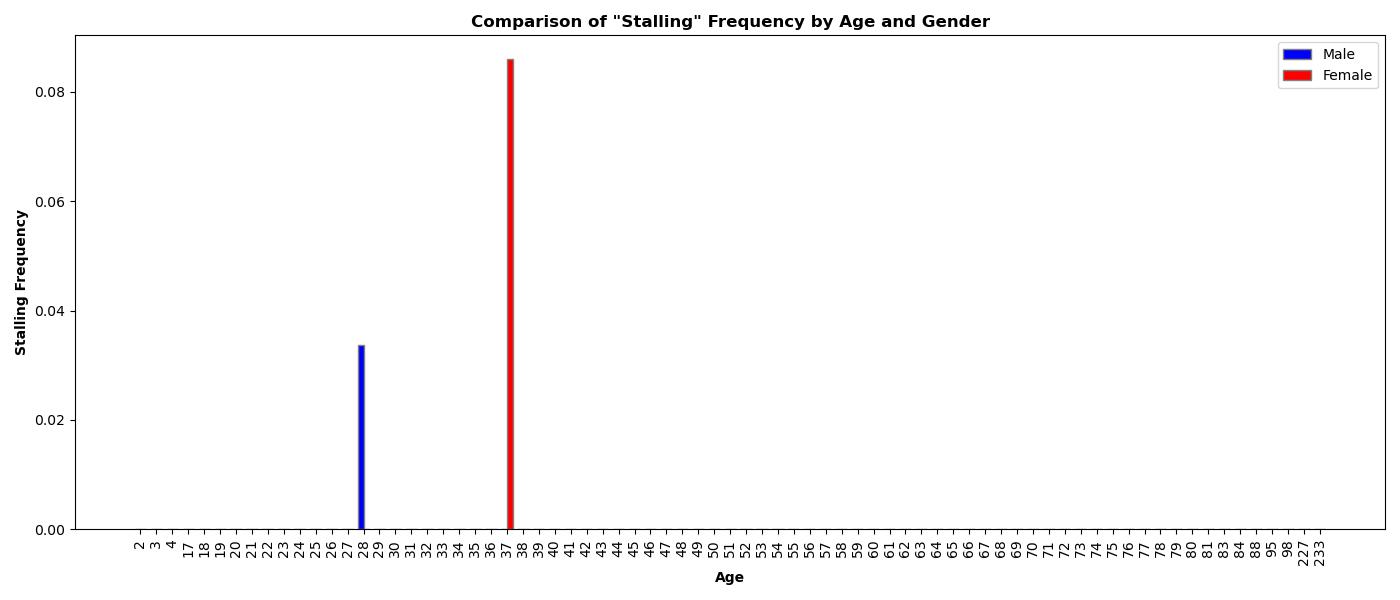 Comparison of "Stalling" Frequency by Age and Gender
Male
Female
0.08
0.06
0.04
0.02
0.00
Stalling Frequency
2 3 4 17 18 19 20 21 22 23 24 25 26 27 28 29 30 31 32 33 34 35 36 37 38 39 40 41 42 43 44 45 46 47 48 49 50 51 52 53 54 55 56 57 58 59 60 61 62 63 64 65 66 67 68 69 70 71 72 73 74 75 76 77 78 79 80 81 83 84 88 95 98 227 233
Age